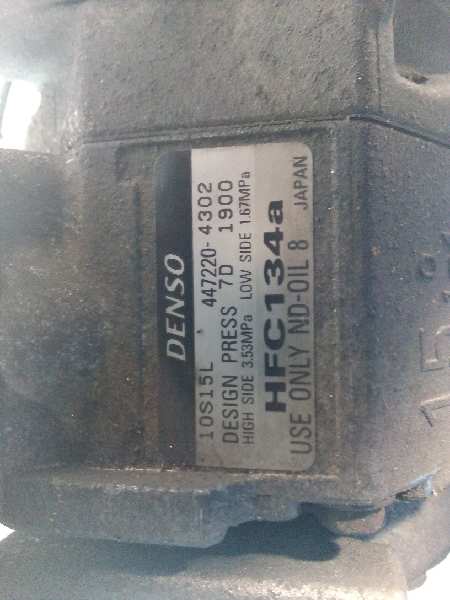 DENSO
10S15L 447220-4302
DESIGN PRESS 7D 1900
HIGH SIDE 3.53MPa LOW SIDE 1.67MPa
HFC134a
USE ONLY ND-OIL 8 JAPAN